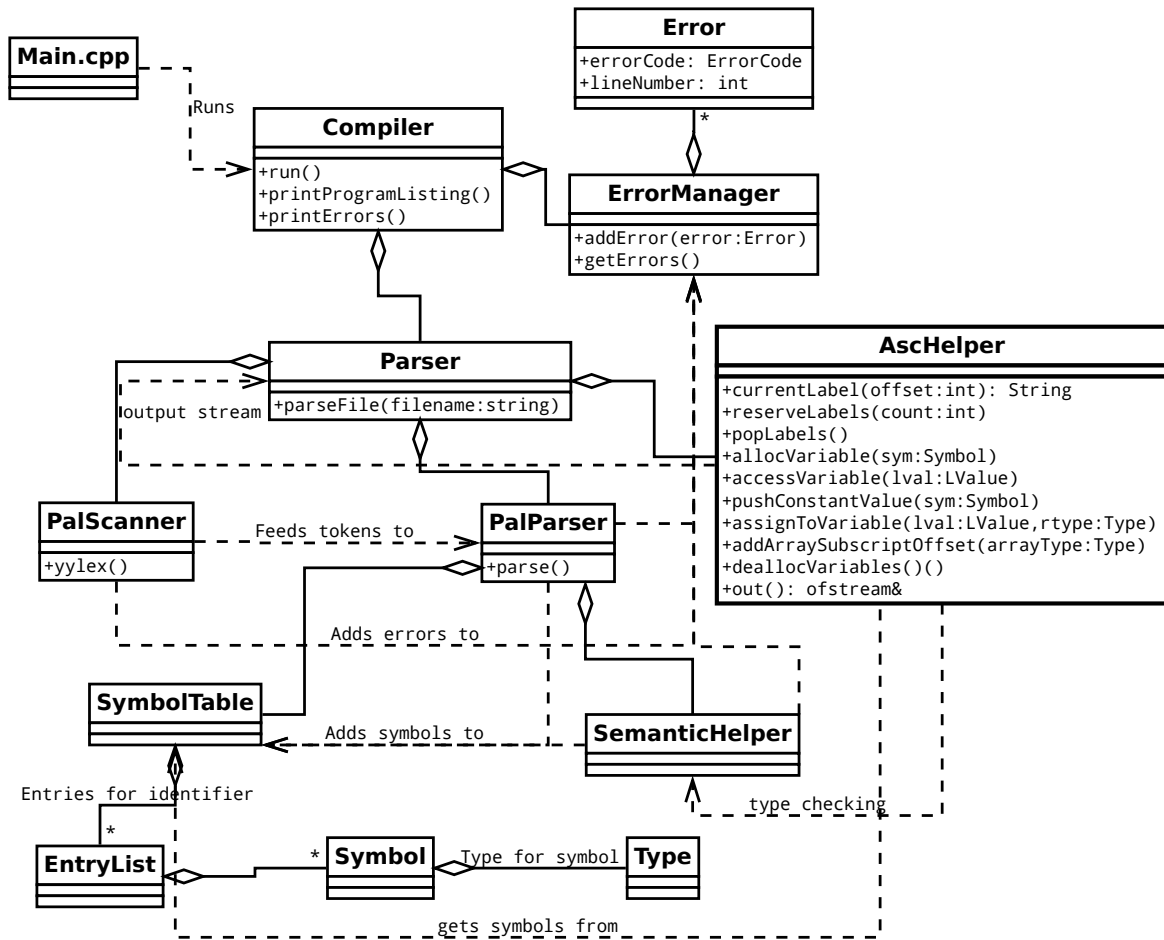 Error
+errorCode: ErrorCode
+lineNumber: int
Main.cpp
Runs
Compiler
+run()
+printProgramListing()
+printErrors()
*
ErrorManager
+addError(error:Error)
+getErrors()
Parser
+parseFile(filename:string)
output stream
AscHelper
+currentLabel(offset:int): String
+reserveLabels(count:int)
+popLabels()
+allocVariable(sym:Symbol)
+accessVariable(lval:LValue)
+pushConstantValue(sym:Symbol)
+assignToVariable(lval:LValue,rtype:Type)
+addArraySubscriptOffset(arrayType:Type)
+deallocVariables()()
+out(): ofstream&
PalScanner
+yylex()
Feeds tokens to
PalParser
+parse()
Adds errors to
SymbolTable
Adds symbols to
SemanticHelper
Entries for identifier
*
type checking
EntryList
*
Symbol
Type for symbol
Type
gets symbols from